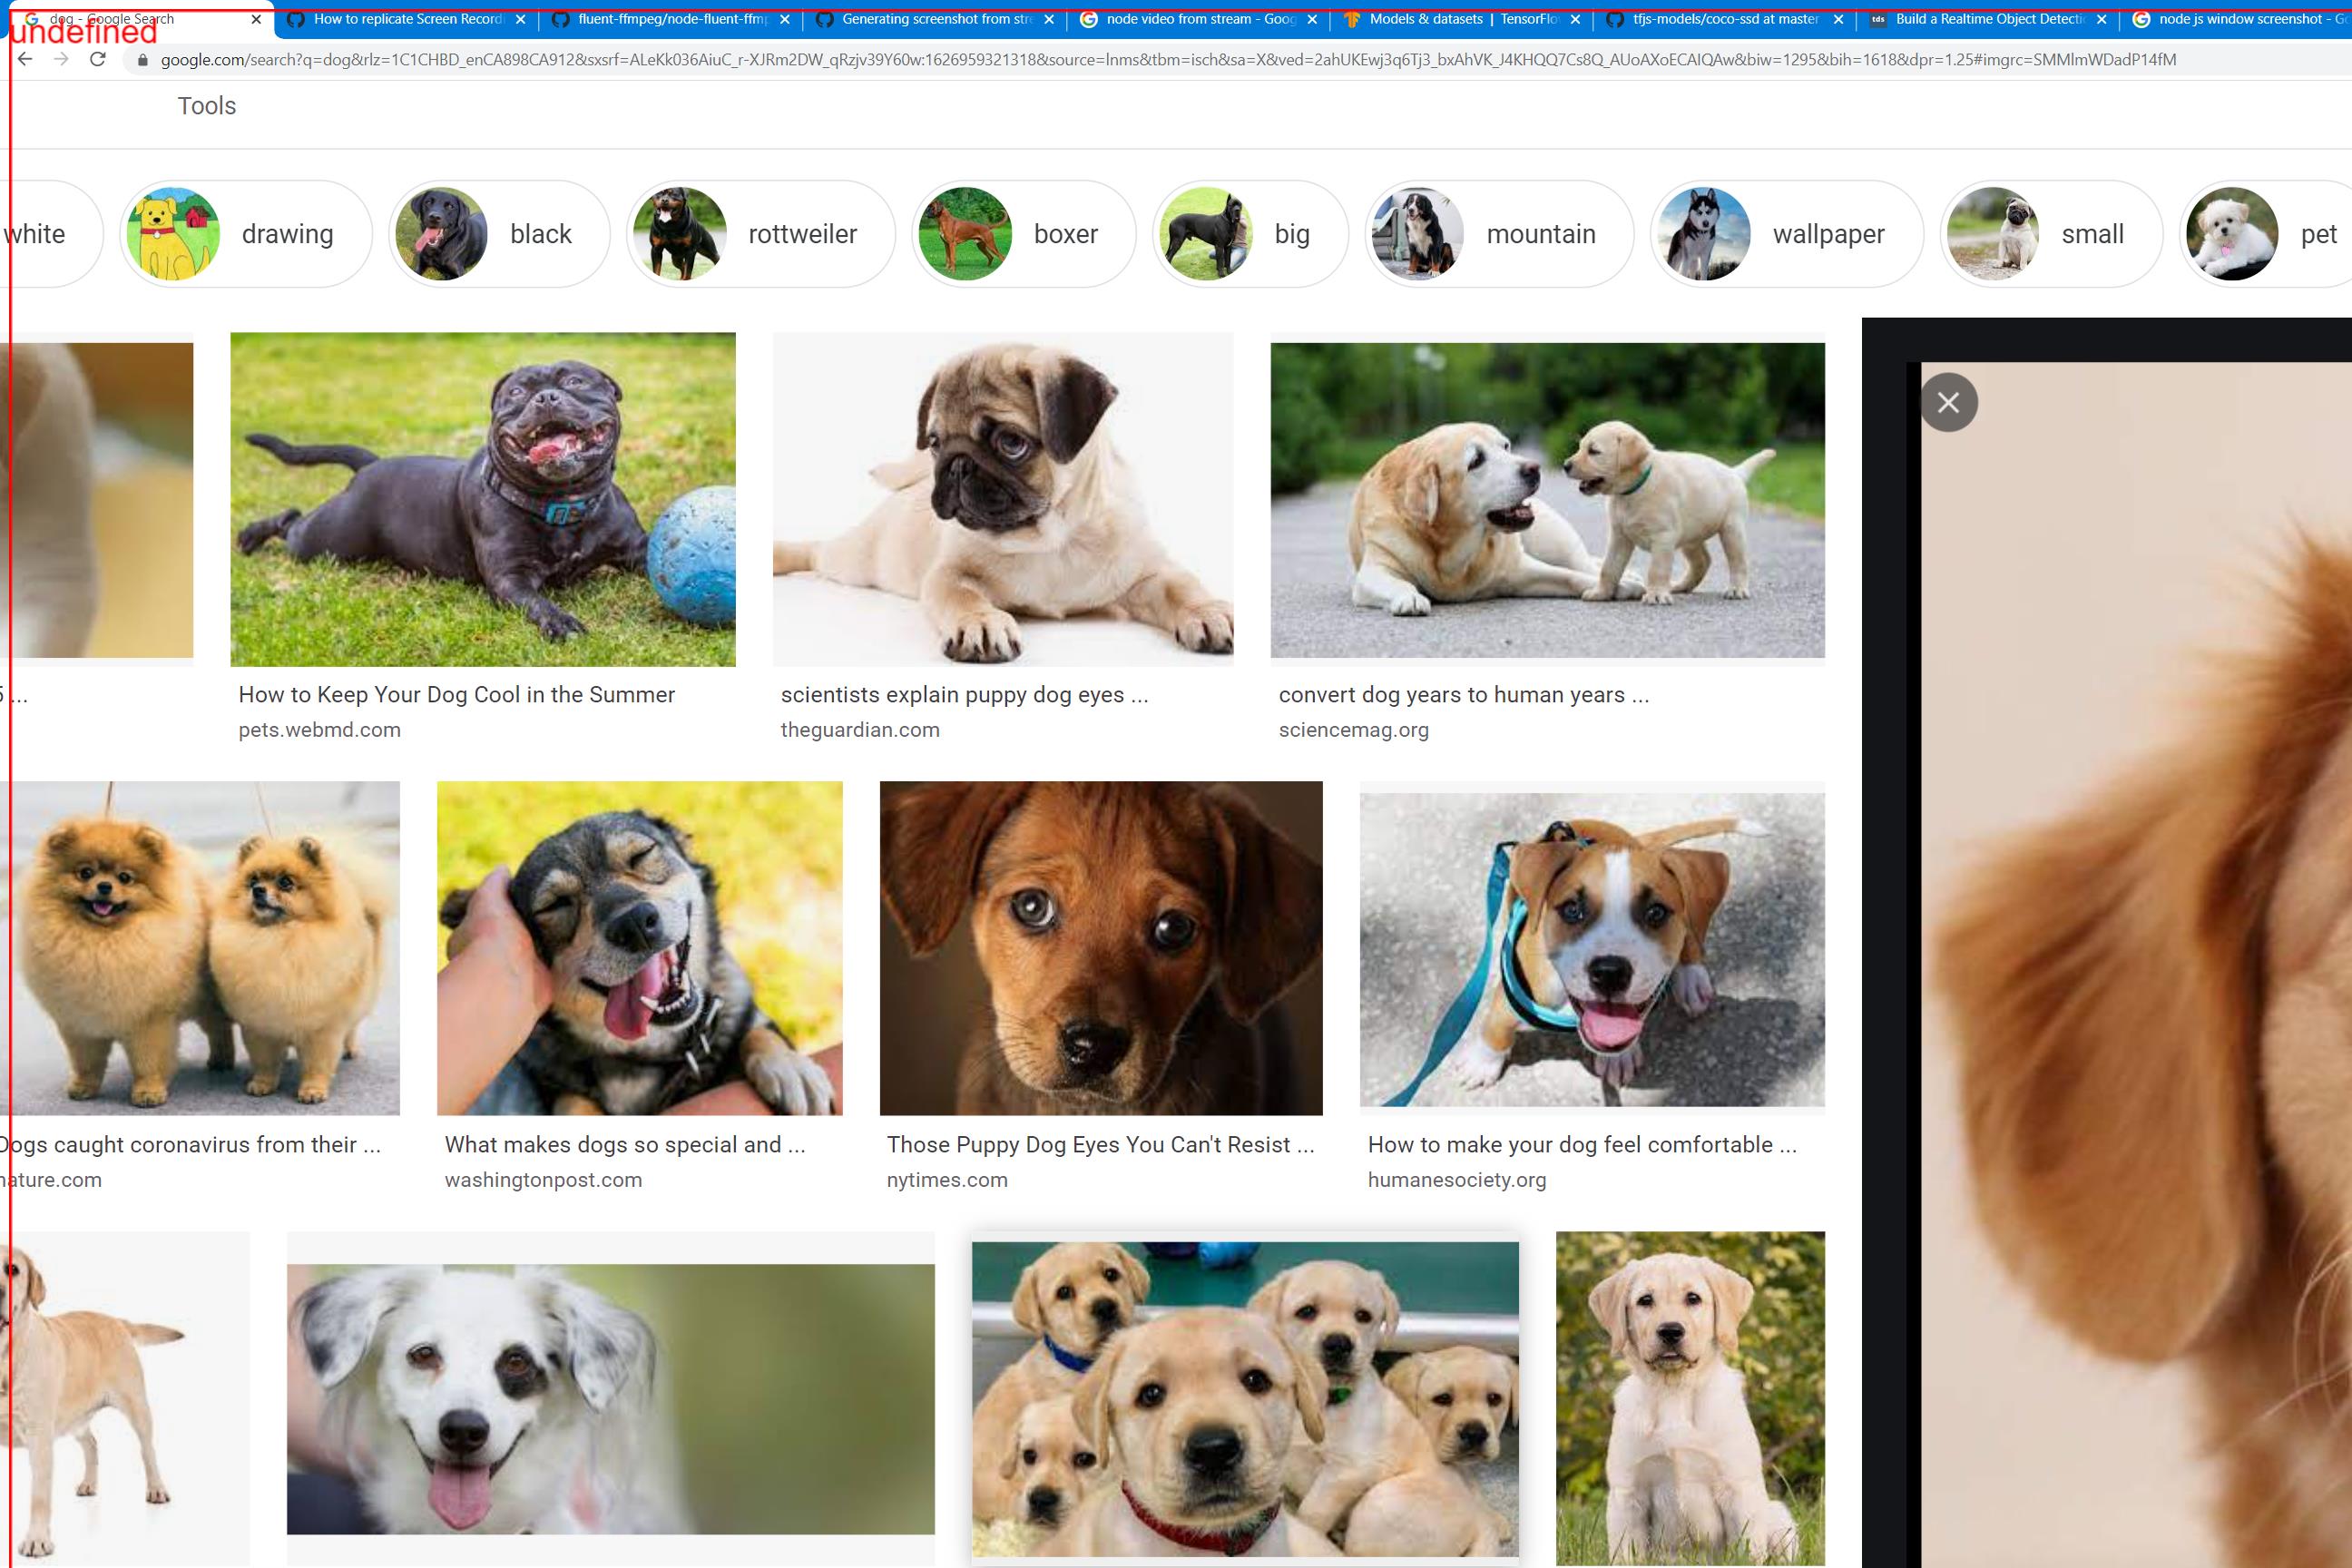 dog - Google Search
How to replicate Screen Recordi
fluent-ffmpeg/node-fluent-ffmp
Generating screenshot from stre
node video from stream - Goog
Models & datasets | TensorFlo
tfjs-models/coco-ssd at master
tds Build a Realtime Object Detecti
node js window screenshot - Go
undefined
google.com/search?q=dog&rlz=1C1CHBD_enCA898CA912&sxsrf=ALeKk036AiuC_r-XJRm2DW_qRzjv39Y60w:1626959321318&source=lnms&tbm=isch&sa=X&ved=2ahUKEwj3q6Tj3_bxAhVK_J4KHQQ7Cs8Q_AUoAXoECAIQAw&biw=1295&bih=1618&dpr=1.25#imgrc=SMMlmWDadP14fM
Tools
white
drawing
black
rottweiler
boxer
big
mountain
wallpaper
small
pet
5 ...
How to Keep Your Dog Cool in the Summer
pets.webmd.com
scientists explain puppy dog eyes ...
theguardian.com
convert dog years to human years ...
sciencemag.org
Dogs caught coronavirus from their ...
nature.com
What makes dogs so special and ...
washingtonpost.com
Those Puppy Dog Eyes You Can't Resist ...
nytimes.com
How to make your dog feel comfortable ...
humanesociety.org